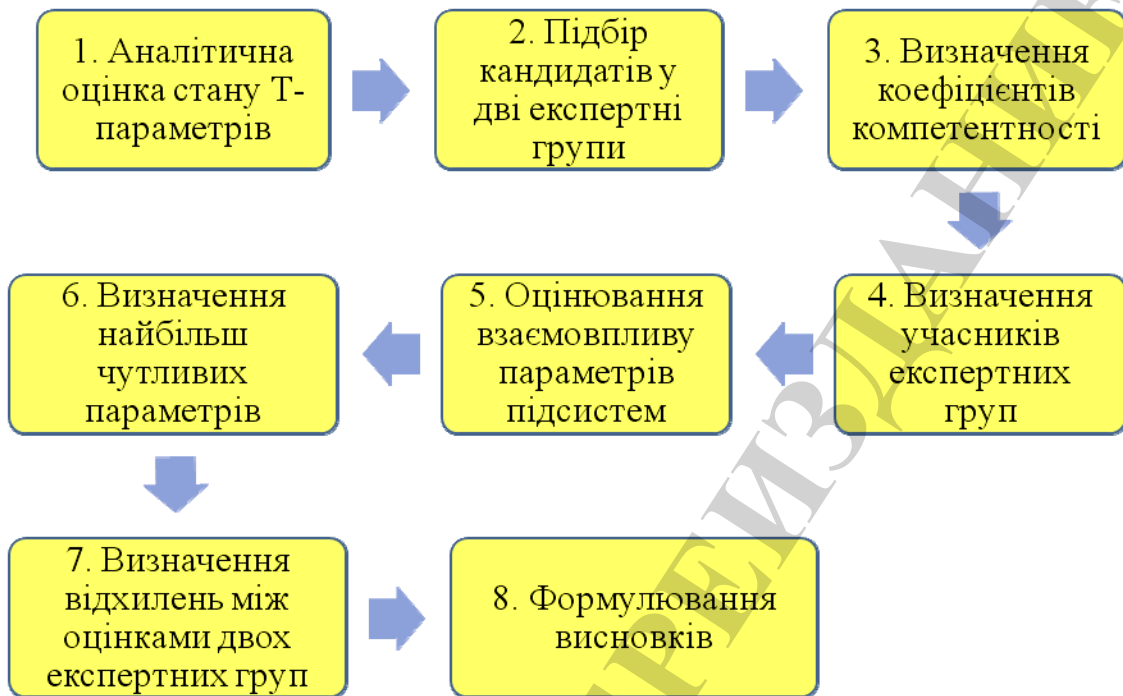 1. Аналітична
оцінка стану Т-
параметрів
2. Підбір
кандидатів у
дві експертні
групи
3. Визначення
коефіцієнтів
компетентності
4. Визначення
учасників
експертних
груп
5. Оцінювання
взаємовпливу
параметрів
підсистем
6. Визначення
найбільш
чутливих
параметрів
7. Визначення
відхилень між
оцінками двох
експертних груп
8. Формулювання
висновків